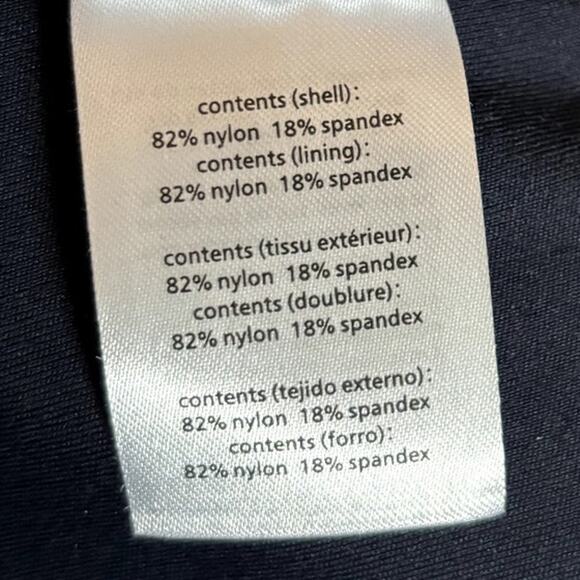 contents (shell):
82% nylon 18% spandex
contents (lining):
82% nylon 18% spandex
contents (tissu extérieur):
82% nylon 18% spandex
contents (doublure):
82% nylon 18% spandex
contents (tejido externo):
82% nylon 18% spandex
contents (forro):
82% nylon 18% spandex